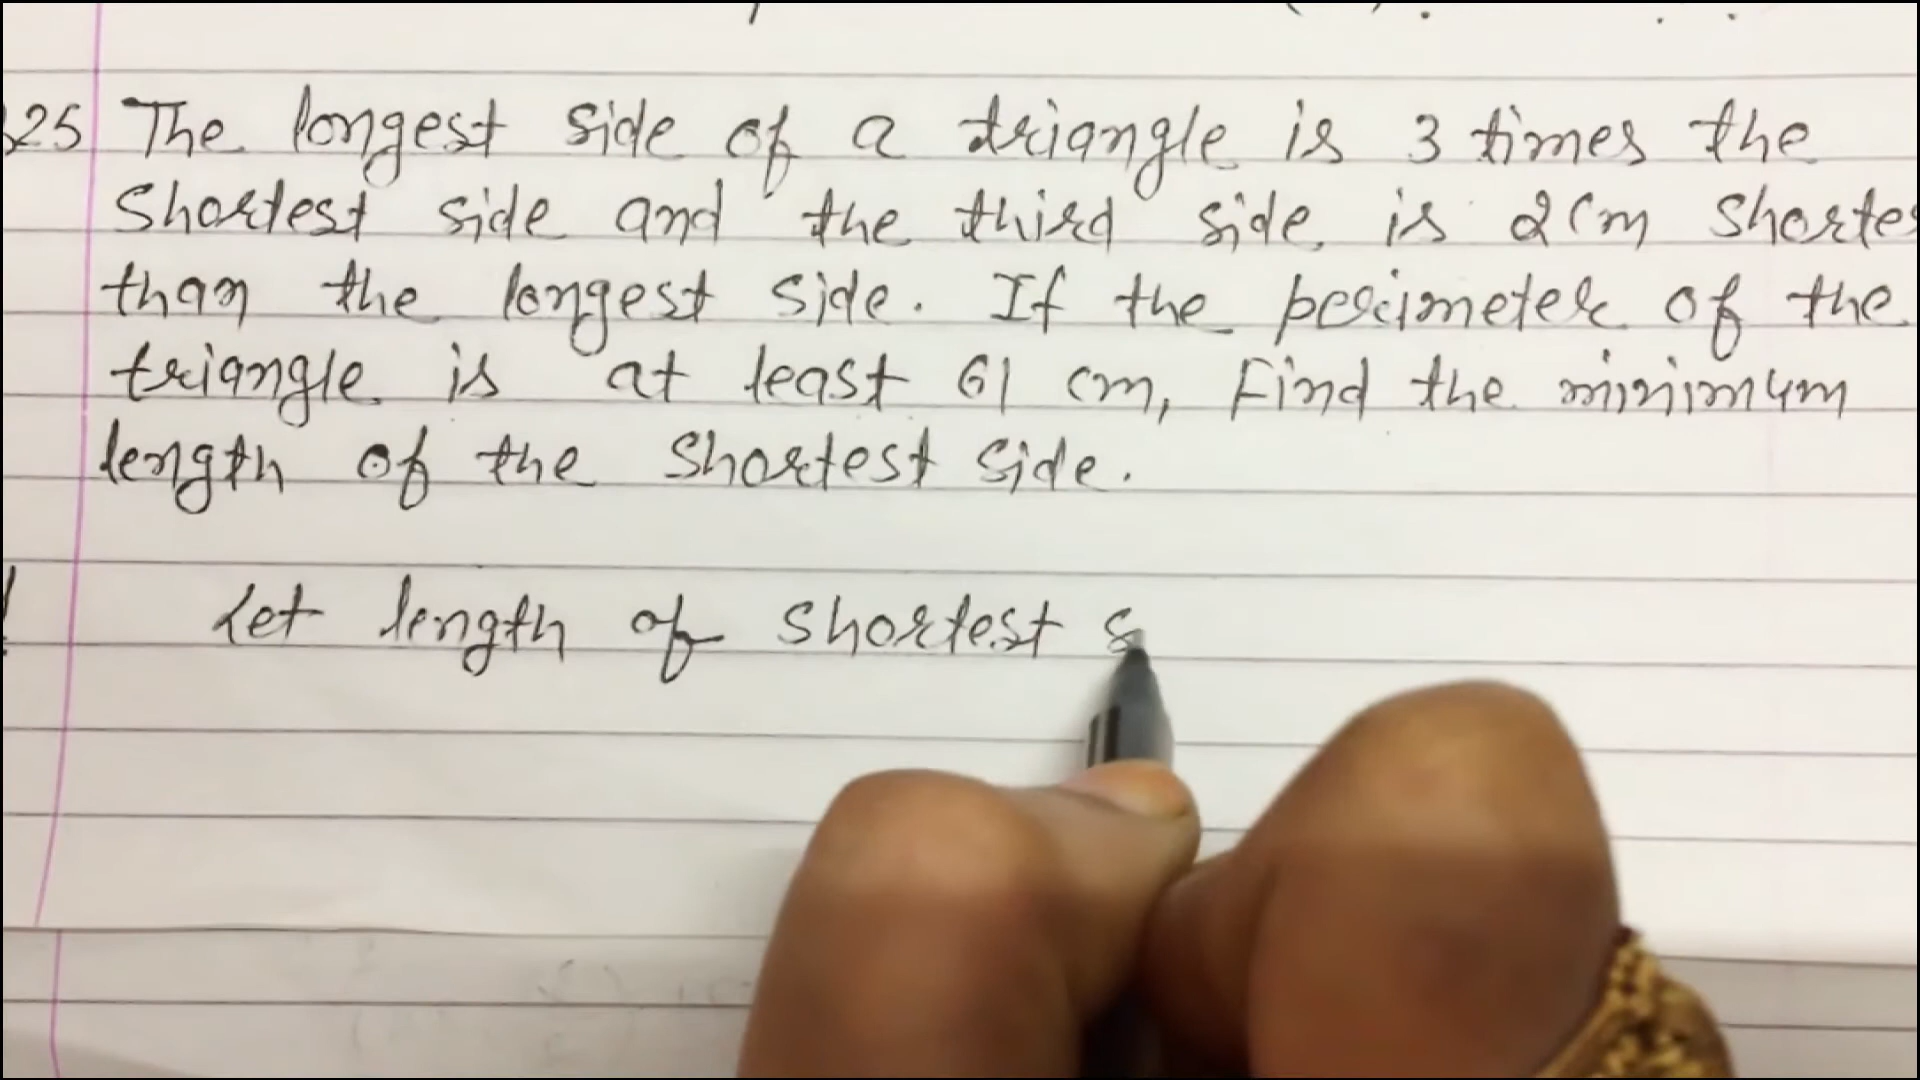 25 The longest side of a triangle is 3 times the
Shortest side and the third side is 2cm Shorte
than the longest side. If the perimeter of the
triangle is at least 61 cm, Find the minimum
length of the shortest side.
Let length of shortest s